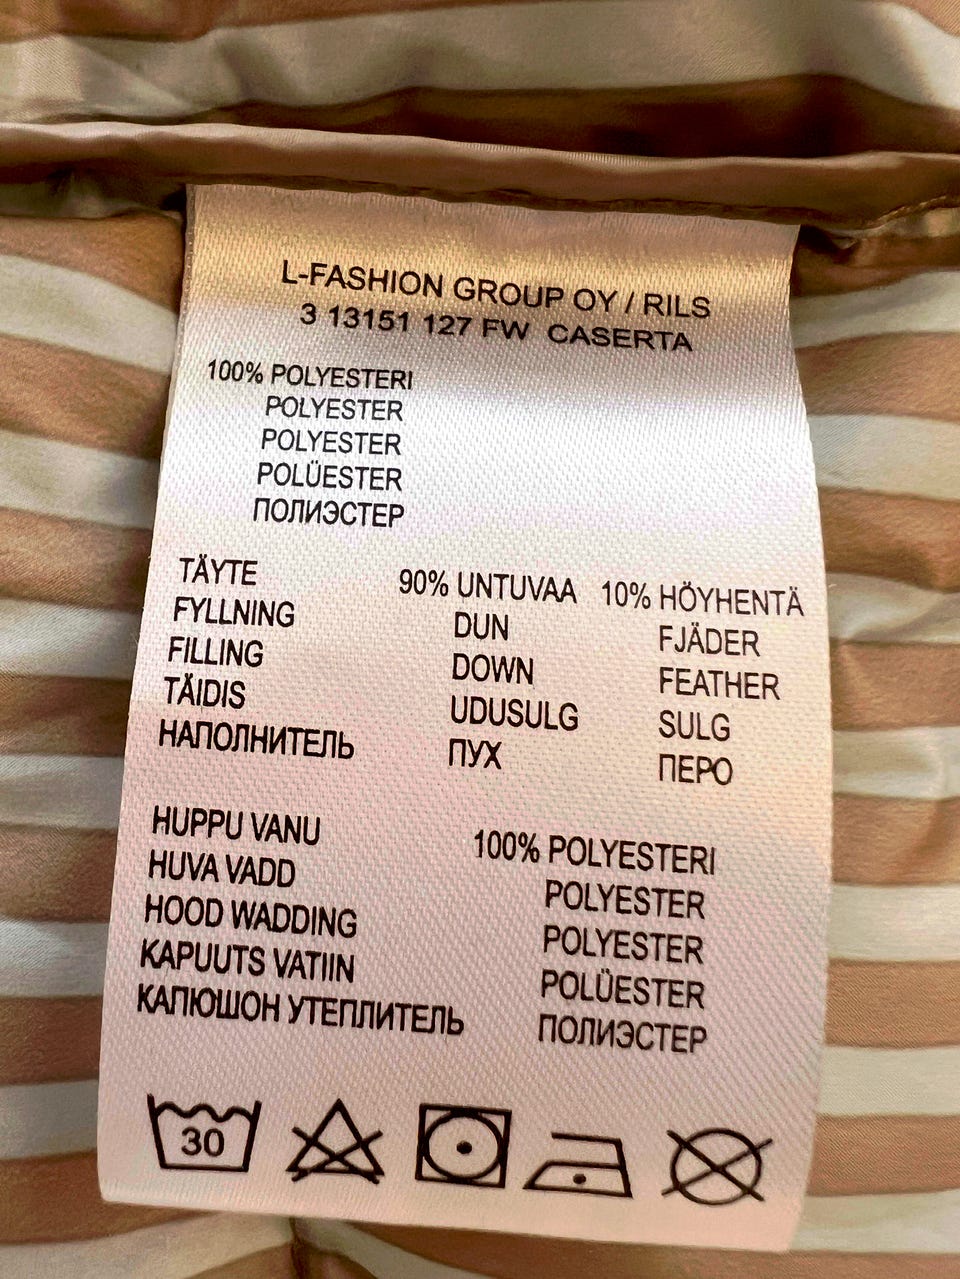 L-FASHION GROUP OY / RILS
3 13151 127 FW CASERTA
100% POLYESTERI
POLYESTER
POLYESTER
POLÜESTER
ПОЛИЭСТЕР
TÄYTE 90% UNTUVAA 10% HÖYHENTÄ
FYLLNING DUN FJÄDER
FILLING DOWN FEATHER
TÄIDIS UDUSULG SULG
НАПОЛНИТЕЛЬ ПУХ ПЕРО
HUPPU VANU 100% POLYESTERI
HUVA VADD POLYESTER
HOOD WADDING POLYESTER
KAPUUTS VATIIN POLÜESTER
КАПЮШОН УТЕПЛИТЕЛЬ ПОЛИЭСТЕР
30